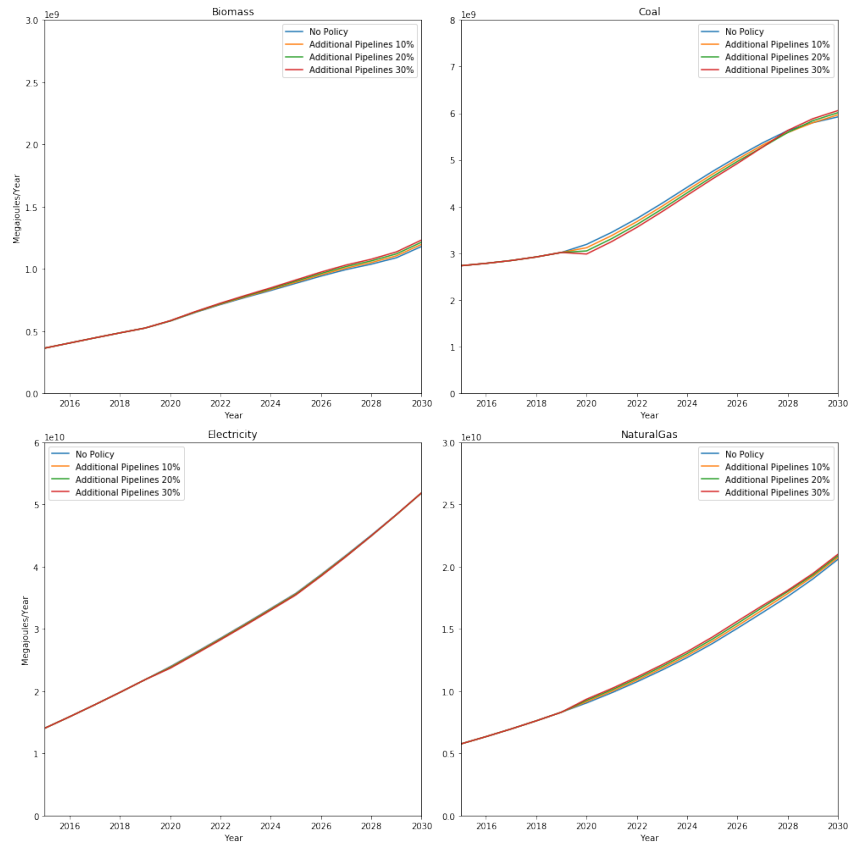 Biomass
1e9
3.0
2.5
2.0
1.5
1.0
0.5
0.0
Megajoules/Year
2016 2018 2020 2022 2024 2026 2028 2030
Year
No Policy
Additional Pipelines 10%
Additional Pipelines 20%
Additional Pipelines 30%
Coal
1e9
8
7
6
5
4
3
2
1
0
2016 2018 2020 2022 2024 2026 2028 2030
Year
No Policy
Additional Pipelines 10%
Additional Pipelines 20%
Additional Pipelines 30%
Electricity
1e10
6
5
4
3
2
1
0
Megajoules/Year
2016 2018 2020 2022 2024 2026 2028 2030
Year
No Policy
Additional Pipelines 10%
Additional Pipelines 20%
Additional Pipelines 30%
NaturalGas
1e10
3.0
2.5
2.0
1.5
1.0
0.5
0.0
2016 2018 2020 2022 2024 2026 2028 2030
Year
No Policy
Additional Pipelines 10%
Additional Pipelines 20%
Additional Pipelines 30%